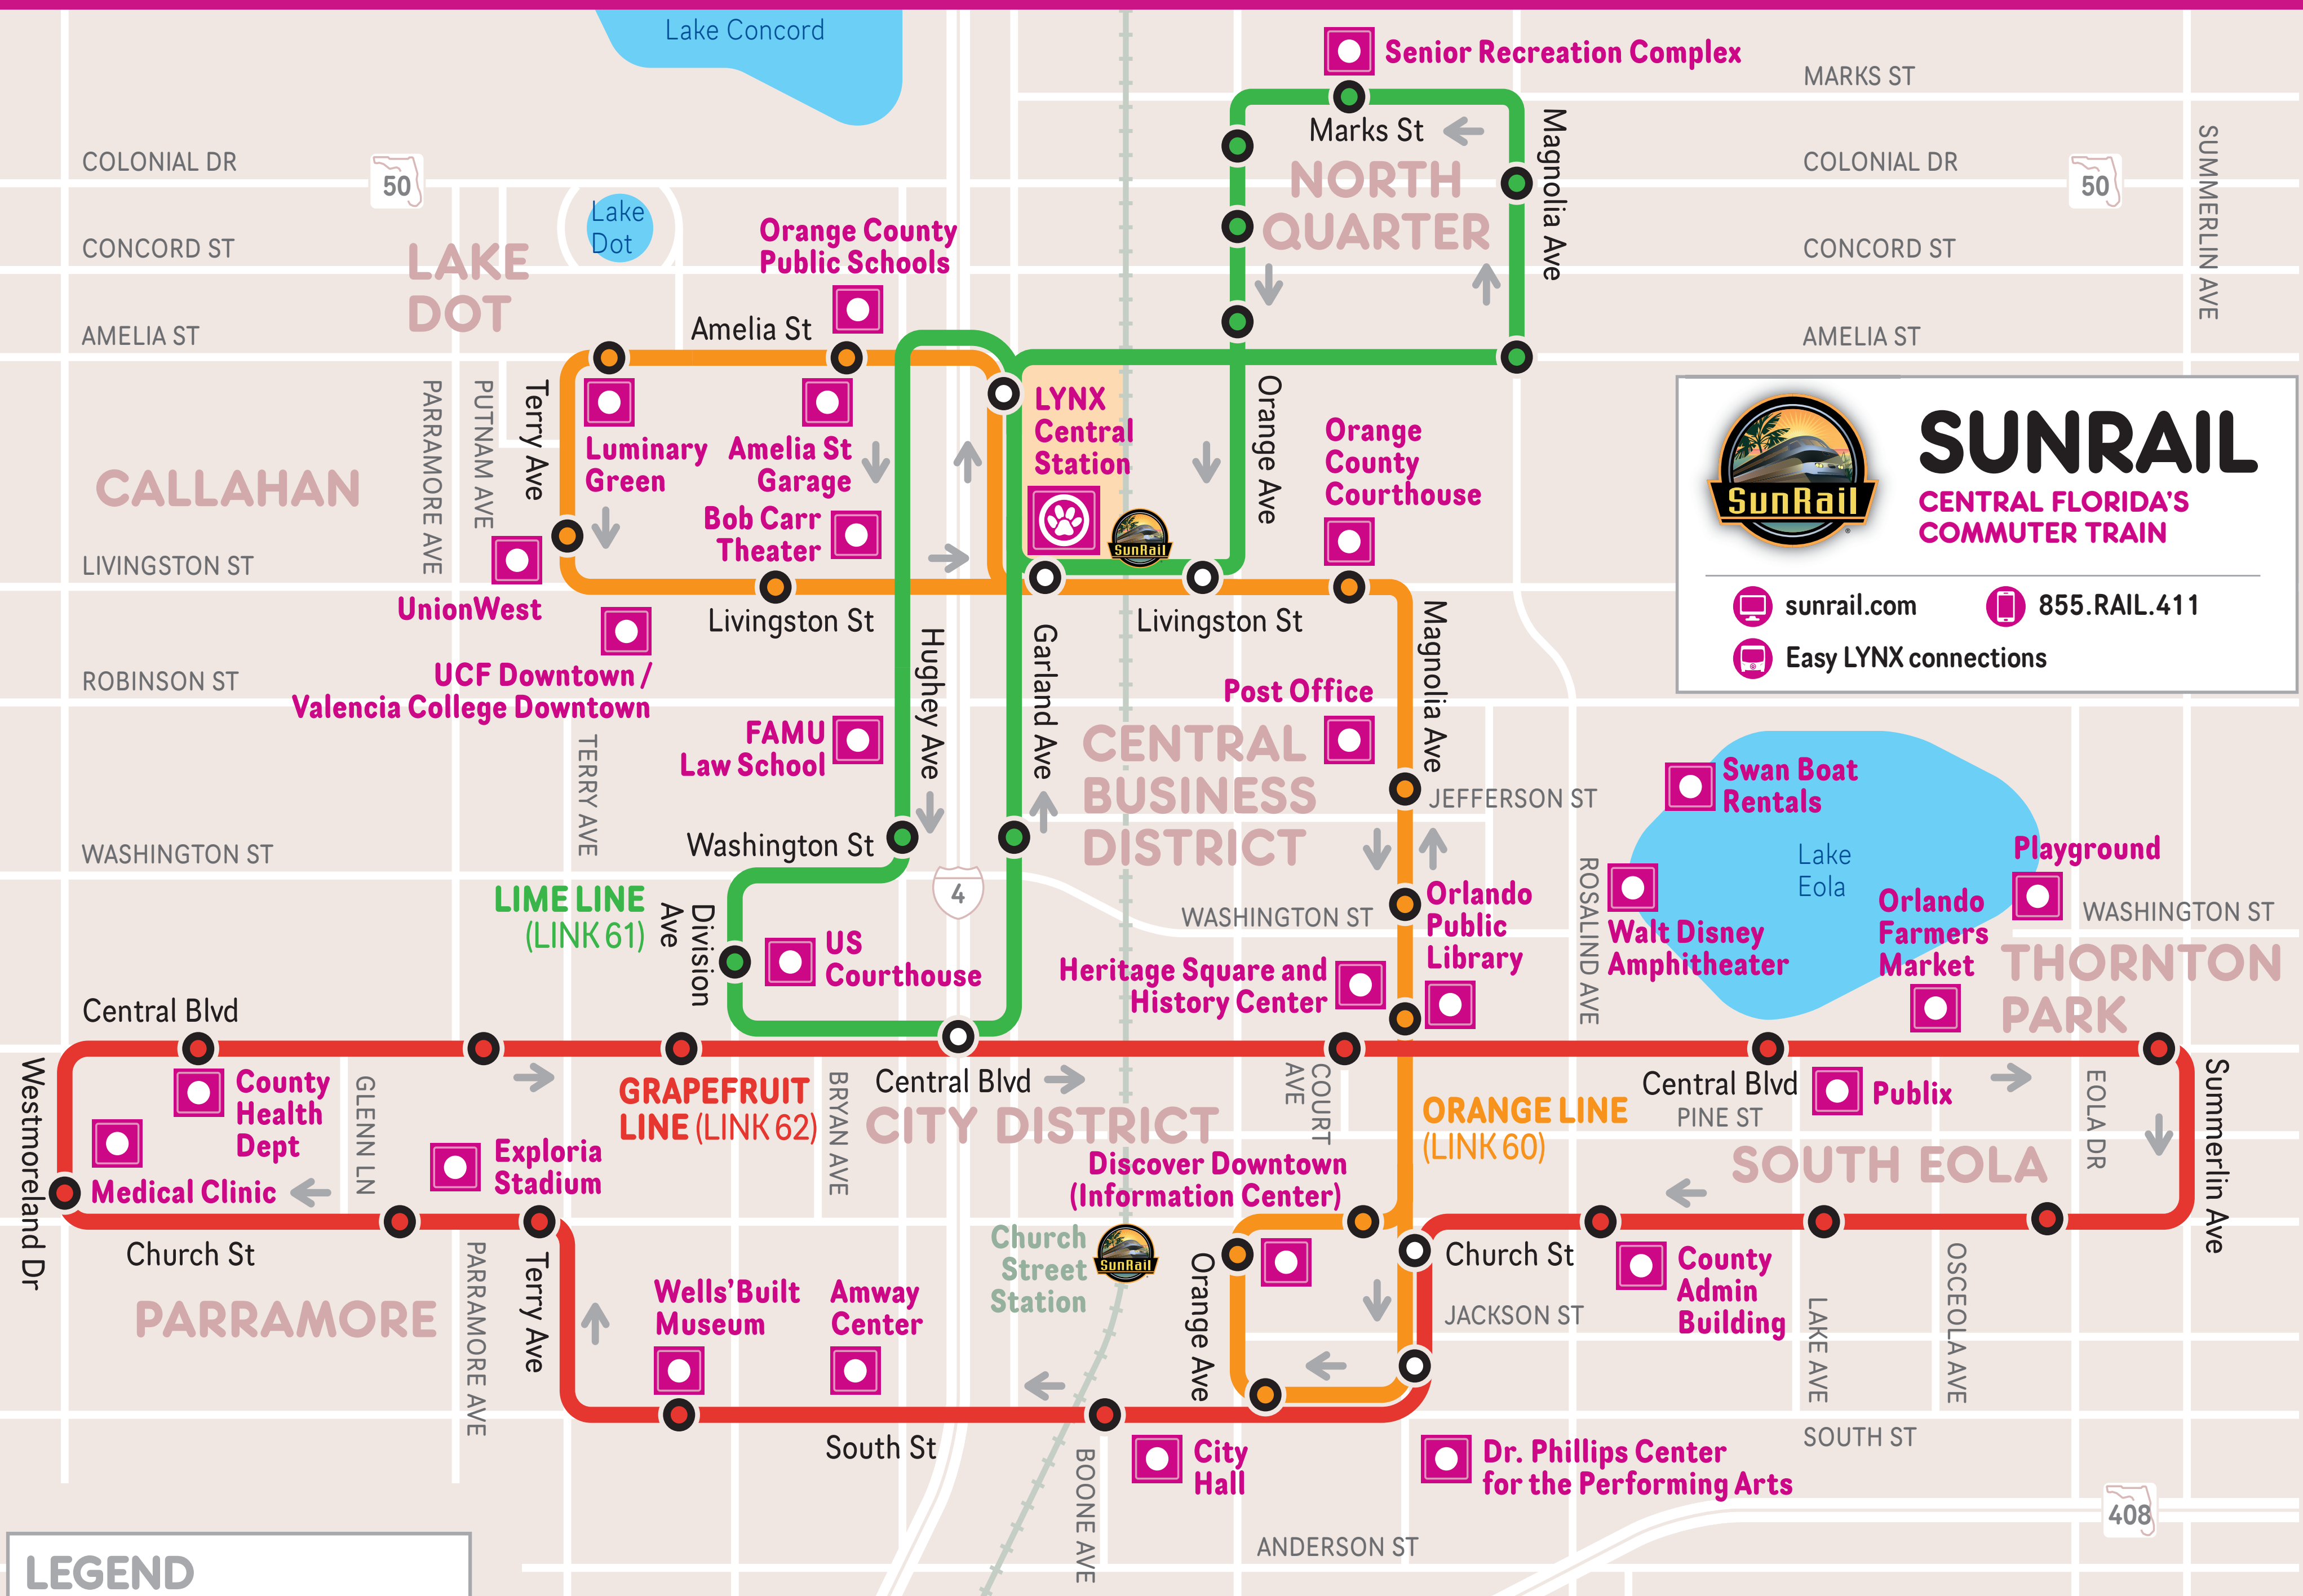 Lake Concord
Senior Recreation Complex
MARKS ST
Marks St
Magnolia Ave
SUMMERLIN AVE
COLONIAL DR
50
NORTH
QUARTER
COLONIAL DR
50
Lake
Dot
Orange County
Public Schools
CONCORD ST
LAKE
DOT
CONCORD ST
AMELIA ST
Amelia St
AMELIA ST
PARRAMORE AVE
PUTNAM AVE
Terry Ave
Luminary
Green
Amelia St
Garage
LYNX
Central
Station
Orange Ave
Orange
County
Courthouse
SunRail
SUNRAIL
CENTRAL FLORIDA'S
COMMUTER TRAIN
sunrail.com
855.RAIL.411
Easy LYNX connections
CALLAHAN
Bob Carr
Theater
SunRail
LIVINGSTON ST
UnionWest
Livingston St
Livingston St
UCF Downtown /
Valencia College Downtown
ROBINSON ST
Hughey Ave
Garland Ave
Magnolia Ave
Post Office
FAMU
Law School
TERRY AVE
CENTRAL
BUSINESS
DISTRICT
JEFFERSON ST
Swan Boat
Rentals
Lake
Eola
Playground
Washington St
WASHINGTON ST
LIME LINE
(LINK 61)
Division
Ave
4
WASHINGTON ST
Orlando
Public
Library
ROSALIND AVE
Walt Disney
Amphitheater
Orlando
Farmers
Market
WASHINGTON ST
THORNTON
PARK
US
Courthouse
Heritage Square and
History Center
Central Blvd
Westmoreland Dr
County
Health
Dept
GLENN LN
GRAPEFRUIT
LINE (LINK 62)
BRYAN AVE
Central Blvd
CITY DISTRICT
COURT
AVE
ORANGE LINE
(LINK 60)
Central Blvd
PINE ST
Publix
EOLA DR
Summerlin Ave
SOUTH EOLA
Medical Clinic
Exploria
Stadium
Discover Downtown
(Information Center)
Church St
PARRAMORE AVE
Terry Ave
Church
Street
Station
SunRail
Orange Ave
Church St
County
Admin
Building
LAKE AVE
OSCEOLA AVE
PARRAMORE
Wells' Built
Museum
Amway
Center
JACKSON ST
South St
SOUTH ST
BOONE AVE
City
Hall
Dr. Phillips Center
for the Performing Arts
408
ANDERSON ST
LEGEND